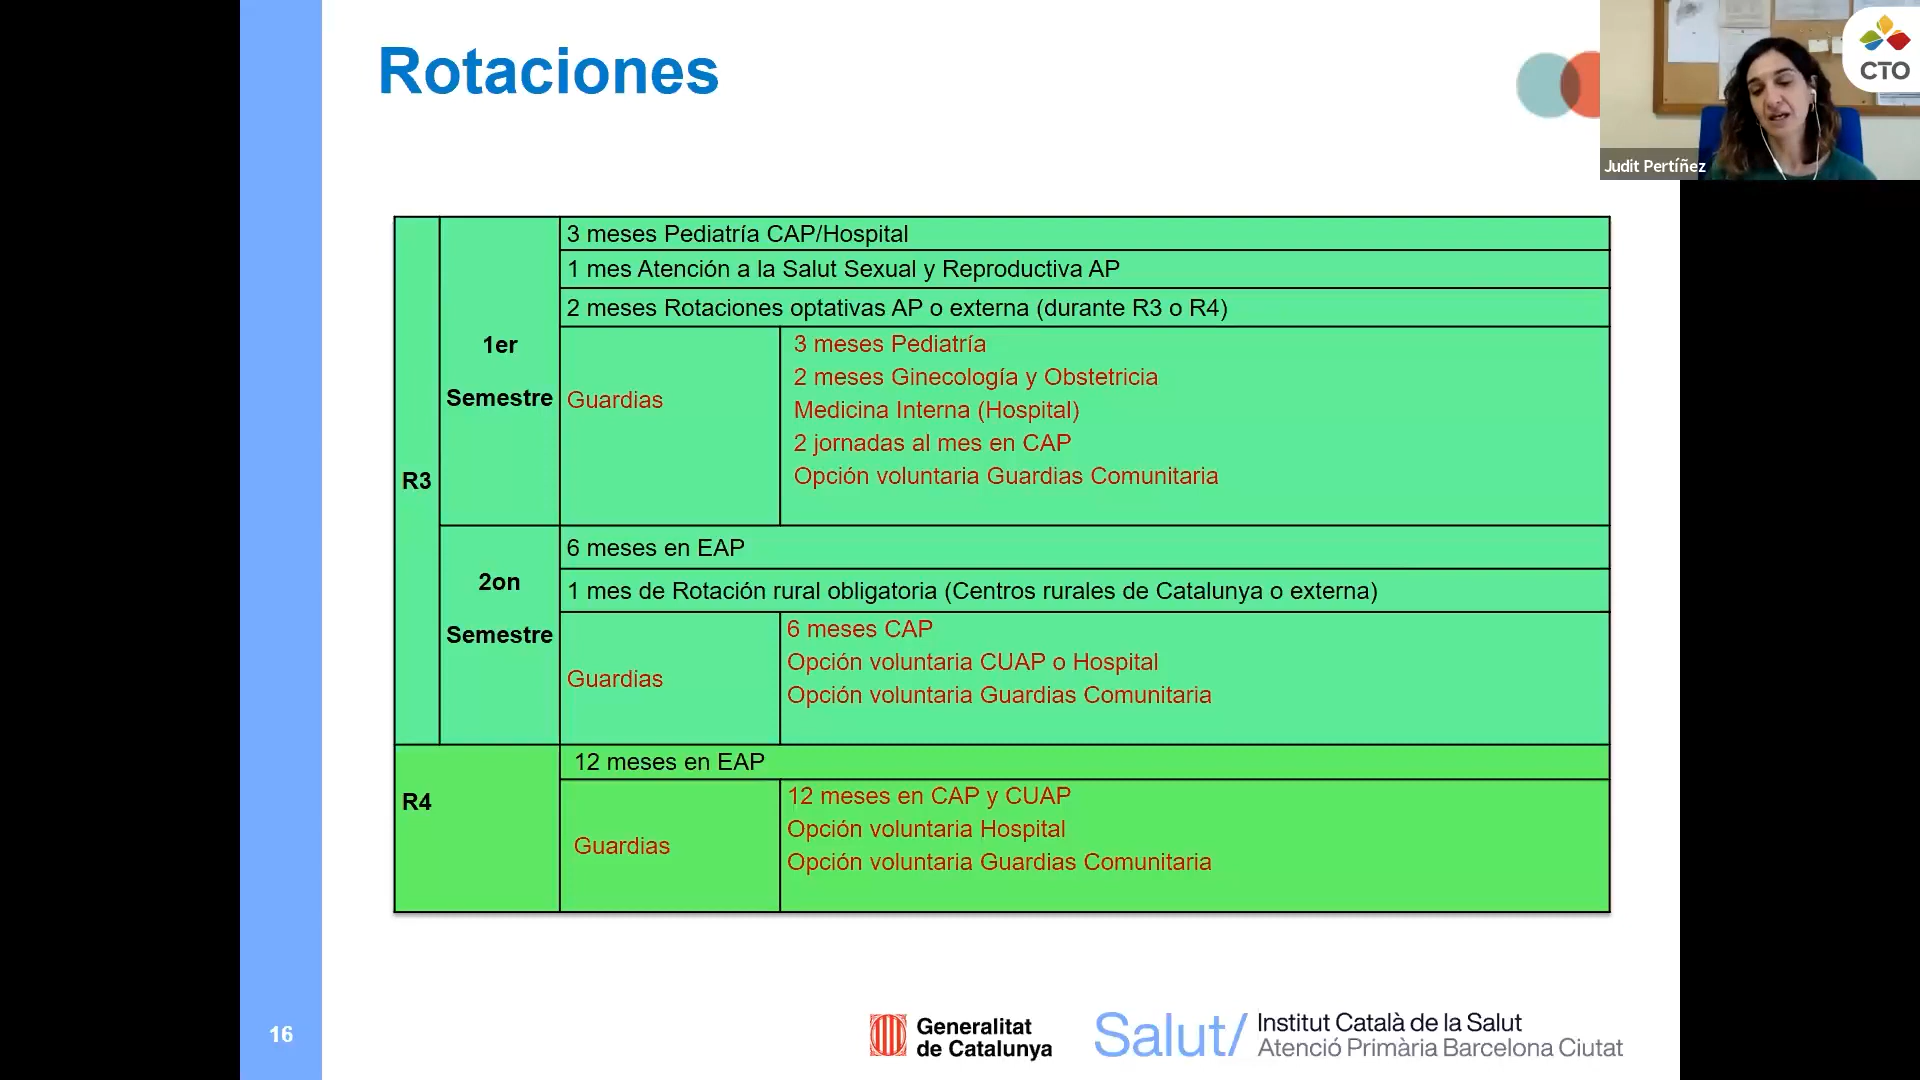 Rotaciones
CTO
Judit Pertíñez
3 meses Pediatría CAP/Hospital
1 mes Atención a la Salut Sexual y Reproductiva AP
2 meses Rotaciones optativas AP o externa (durante R3 o R4)
1er
Semestre
Guardias
3 meses Pediatría
2 meses Ginecología y Obstetricia
Medicina Interna (Hospital)
2 jornadas al mes en CAP
Opción voluntaria Guardias Comunitaria
R3
2on
Semestre
6 meses en EAP
1 mes de Rotación rural obligatoria (Centros rurales de Catalunya o externa)
Guardias
6 meses CAP
Opción voluntaria CUAP o Hospital
Opción voluntaria Guardias Comunitaria
R4
12 meses en EAP
Guardias
12 meses en CAP y CUAP
Opción voluntaria Hospital
Opción voluntaria Guardias Comunitaria
16
Generalitat
de Catalunya
Salut/
Institut Català de la Salut
Atenció Primària Barcelona Ciutat